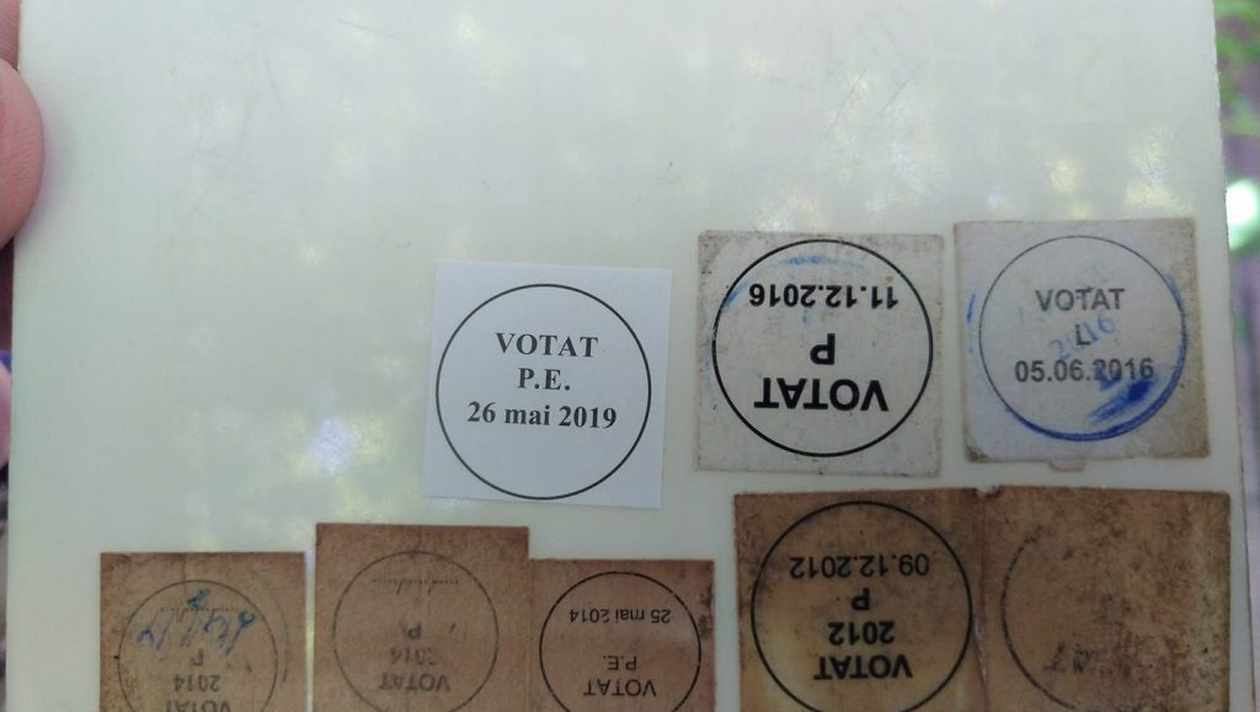 VOTAT
P.E.
26 mai 2019
VOTAT
P
11.12.2016
VOTAT
L
05.06.2016
VOTAT
2014
P
VOTAT
2014
P.
VOTAT
P.E.
25 mai 2014
VOTAT
2012
P
09.12.2012